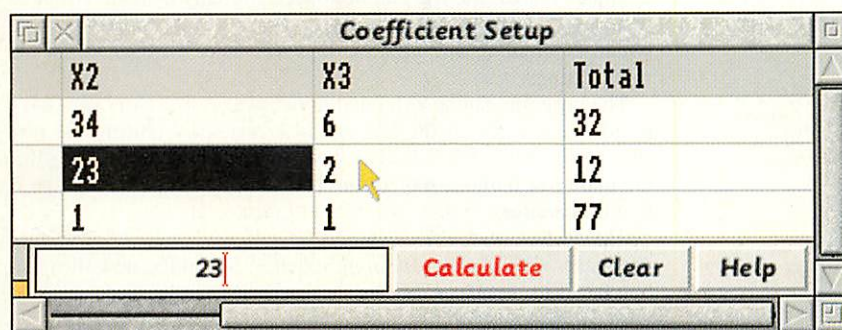 Coefficient Setup
X2 X3 Total
34 6 32
23 2 12
1 1 77
23 Calculate Clear Help